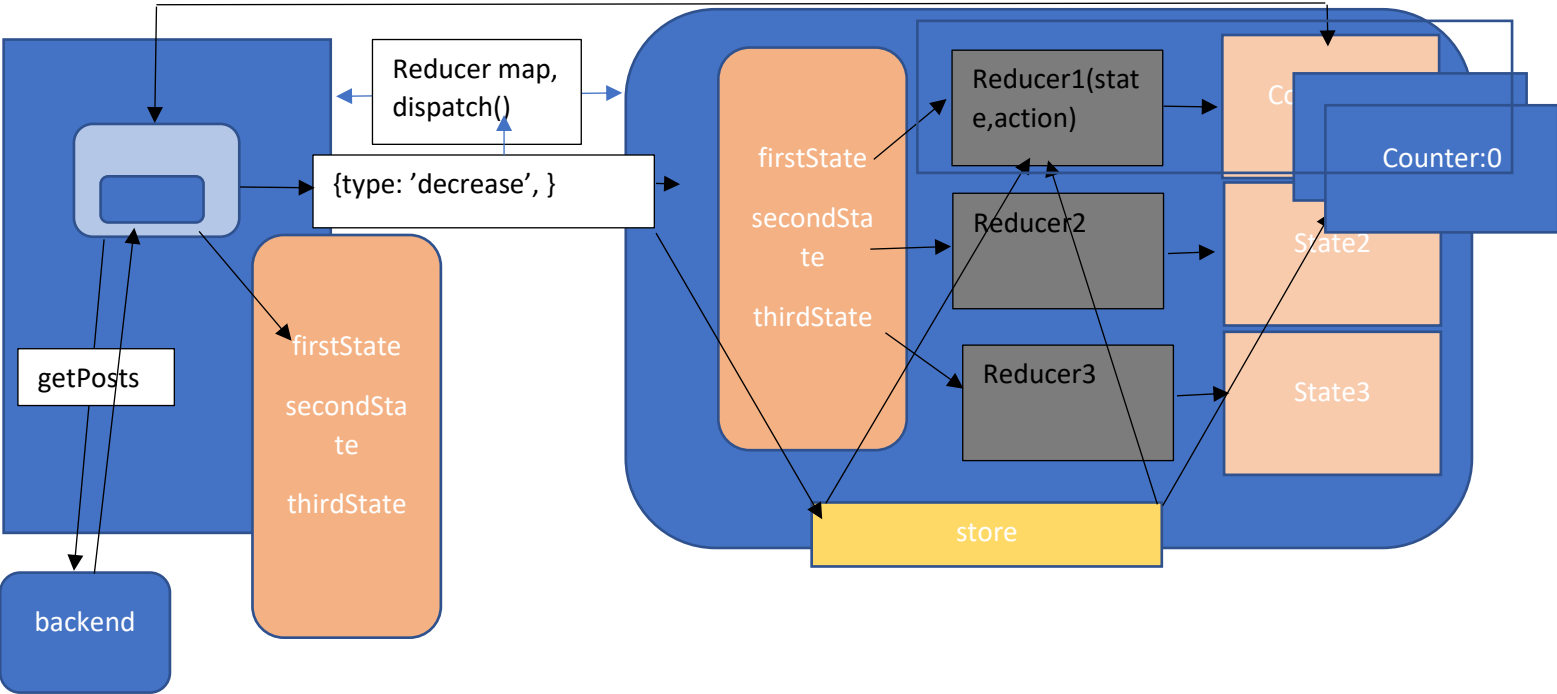 Reducer map,
dispatch()
{type: ’decrease’, }
getPosts
backend
firstState
secondSta
te
thirdState
firstState
secondSta
te
thirdState
Reducer1(stat
e,action)
Reducer2
Reducer3
Co
Counter:0
State2
State3
store